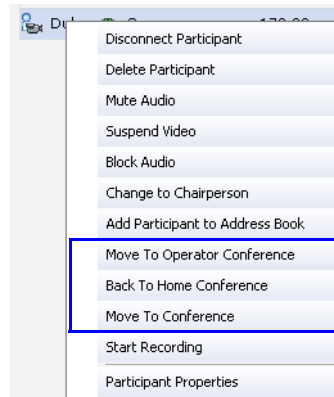 Disconnect Participant
Delete Participant
Mute Audio
Suspend Video
Block Audio
Change to Chairperson
Add Participant to Address Book
Move To Operator Conference
Back To Home Conference
Move To Conference
Start Recording
Participant Properties